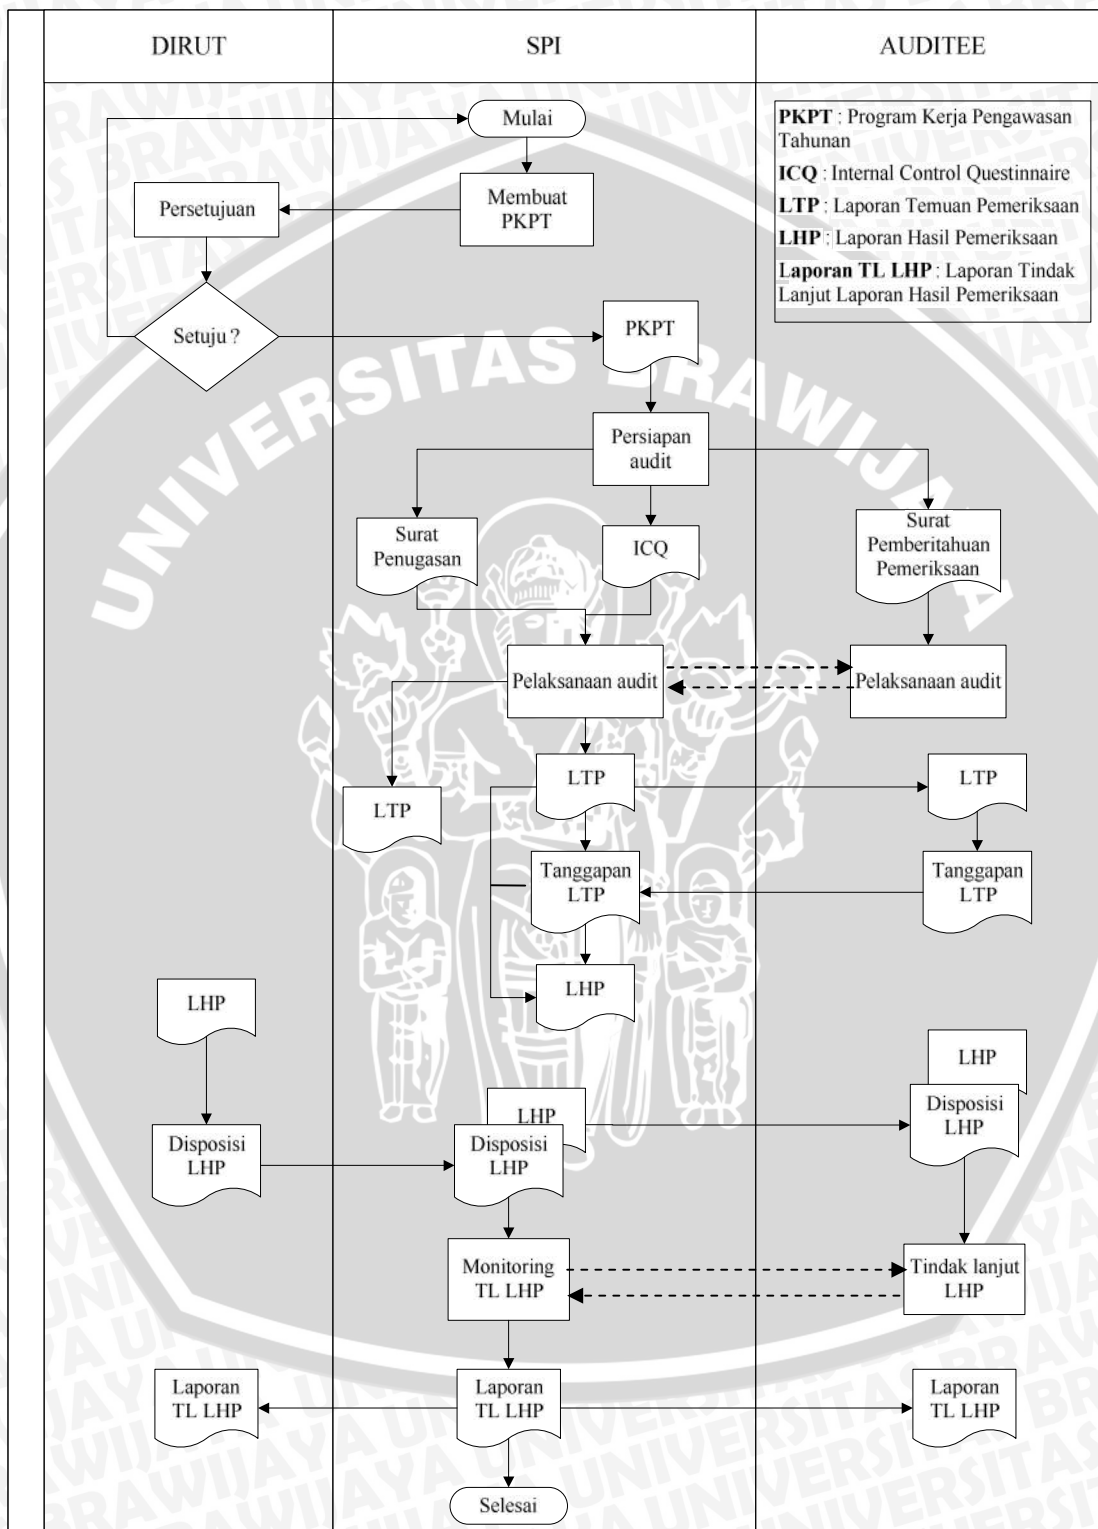 DIRUT
SPI
AUDITEE
Mulai
PKPT : Program Kerja Pengawasan
Tahunan
ICQ : Internal Control Questinnaire
LTP : Laporan Temuan Pemeriksaan
LHP : Laporan Hasil Pemeriksaan
Laporan TL LHP : Laporan Tindak
Lanjut Laporan Hasil Pemeriksaan
Persetujuan
Membuat
PKPT
Setuju ?
PKPT
UNIVERSITAS BRAWIJAYA
Persiapan
audit
Surat
Penugasan
ICQ
Surat
Pemberitahuan
Pemeriksaan
Pelaksanaan audit
Pelaksanaan audit
LTP
LTP
LTP
Tanggapan
LTP
Tanggapan
LTP
LHP
LHP
LHP
Disposisi
LHP
LHP
Disposisi
LHP
Disposisi
LHP
Monitoring
TL LHP
Tindak lanjut
LHP
Laporan
TL LHP
Laporan
TL LHP
Laporan
TL LHP
Selesai